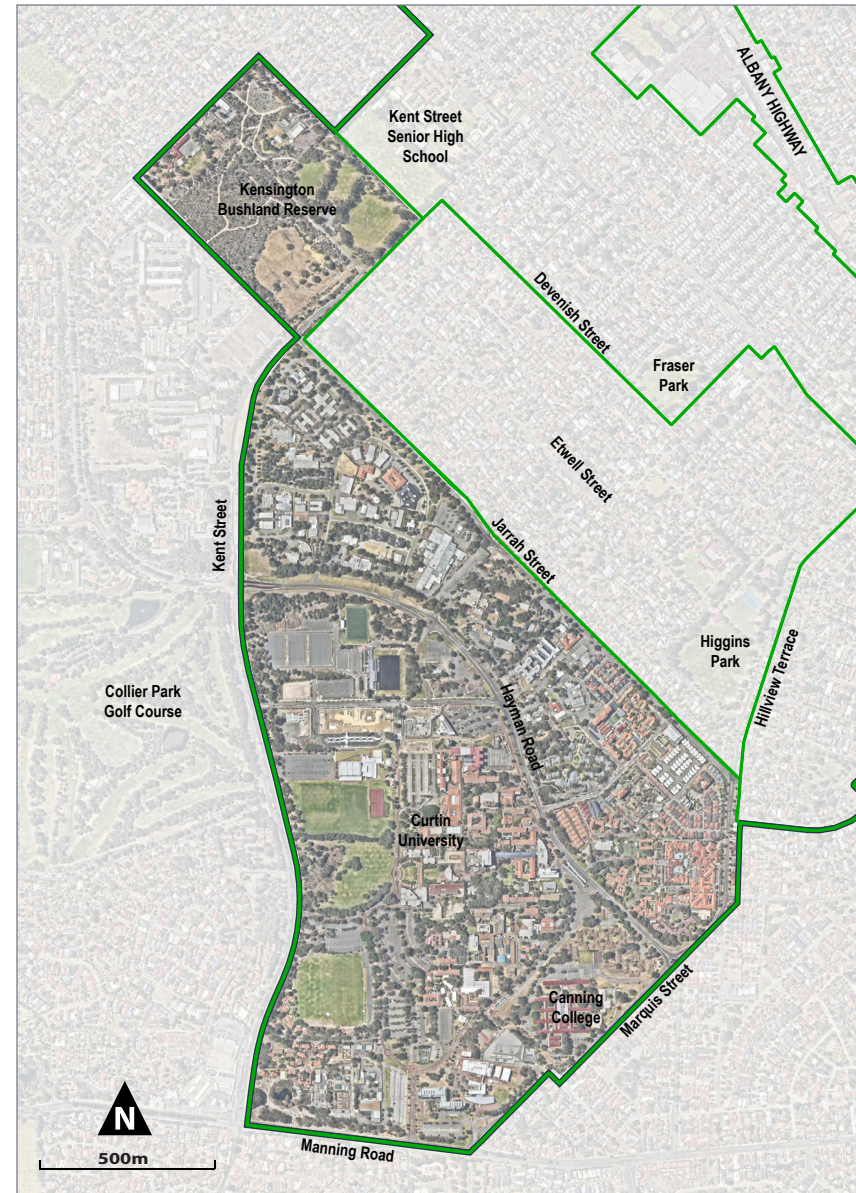 ALBANY HIGHWAY
Kent Street
Senior High
School
Kensington
Bushland Reserve
Devenish Street
Fraser
Park
Etwell Street
Kent Street
Jarrah Street
Higgins
Park
Hillview Terrace
Collier Park
Golf Course
Hayman Road
Curtin
University
Canning
College
Marquis Street
N
Manning Road
500m